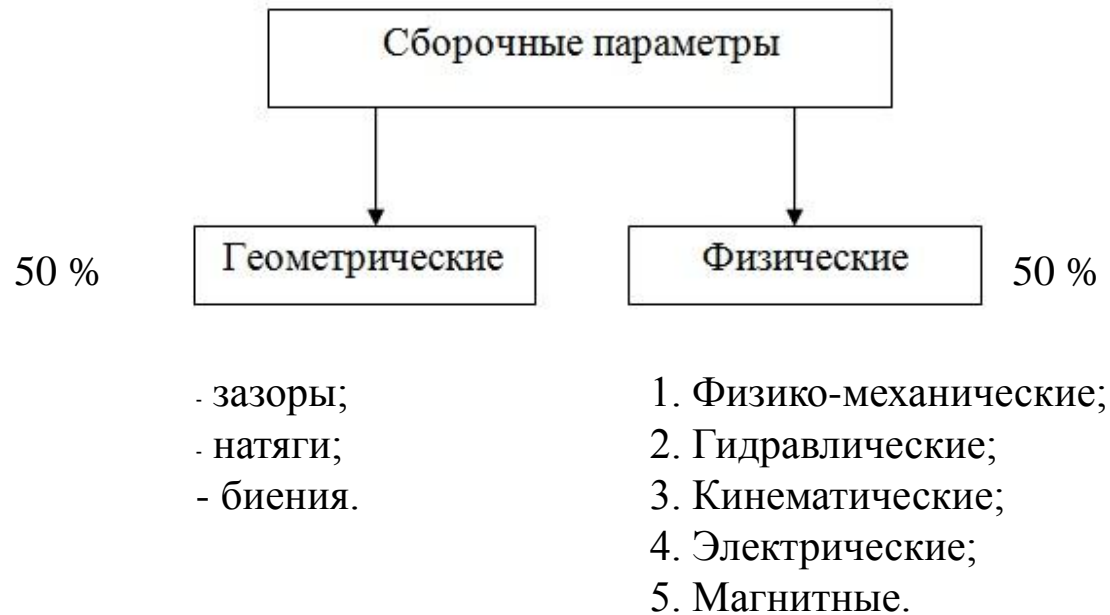 Сборочные параметры
50 %
Геометрические
Физические
50 %
- зазоры;
- натяги;
- биения.
1. Физико-механические;
2. Гидравлические;
3. Кинематические;
4. Электрические;
5. Магнитные.